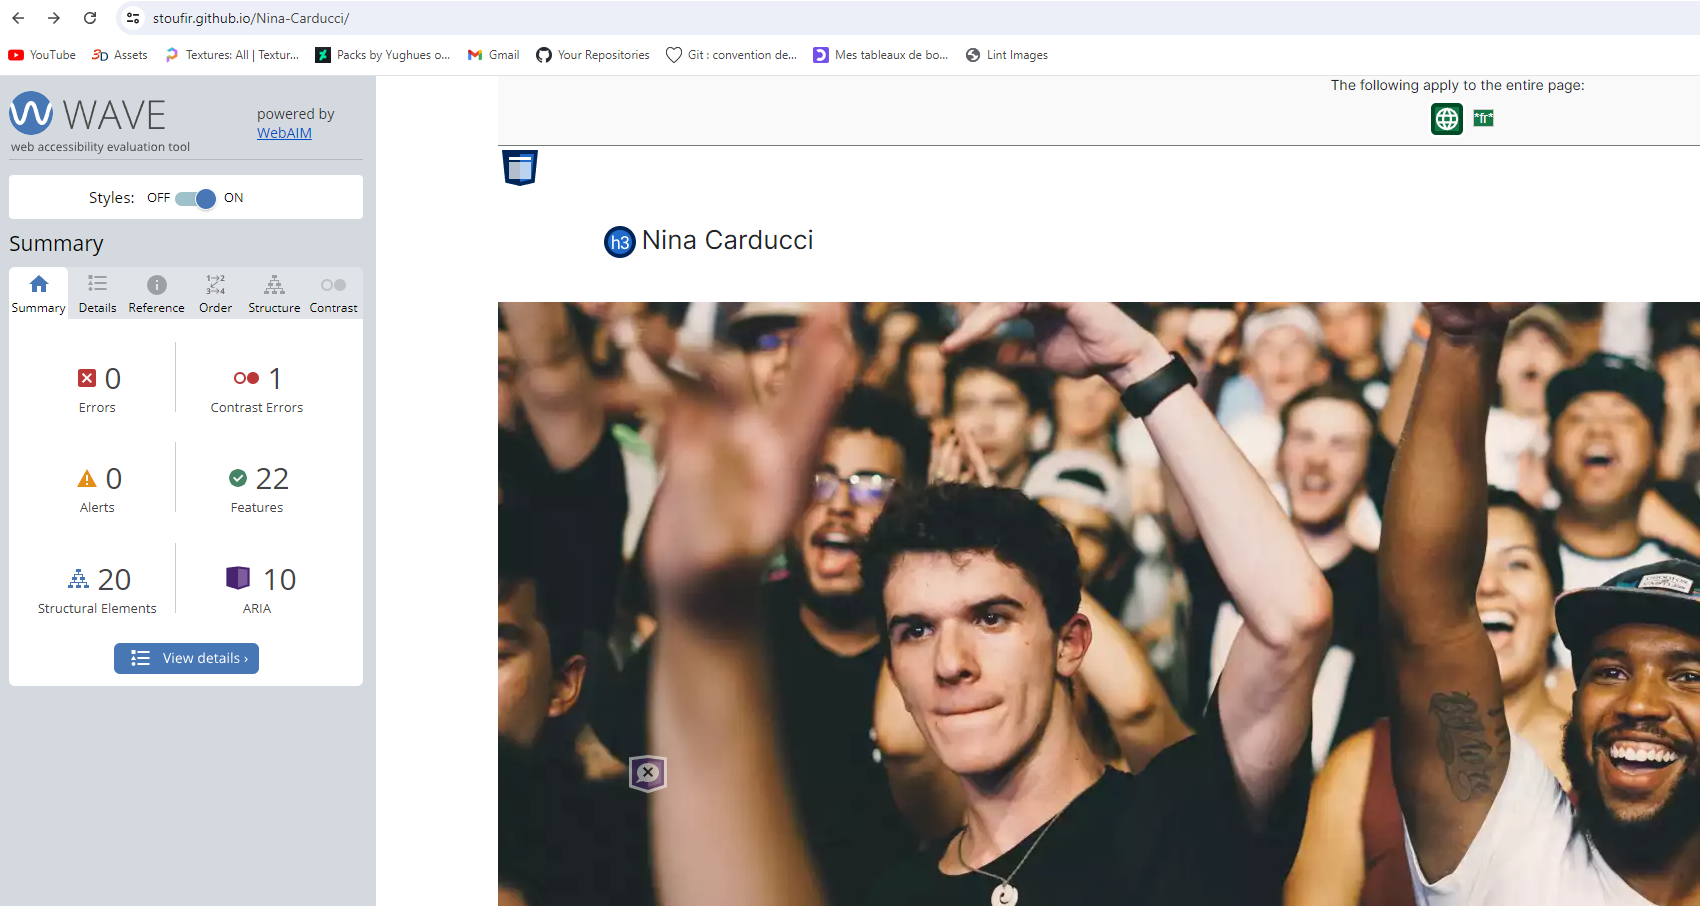 stoufir.github.io/Nina-Carducci/
YouTube
3D Assets
Textures: All | Textur...
Packs by Yughues o...
Gmail
Your Repositories
Git : convention de...
Mes tableaux de bo...
Lint Images
WAVE
web accessibility evaluation tool
powered by
WebAIM
Styles: OFF ON
Summary
Summary Details Reference Order Structure Contrast
0
Errors
1
Contrast Errors
0
Alerts
22
Features
20
Structural Elements
10
ARIA
View details ›
The following apply to the entire page:
*fr*
h3 Nina Carducci